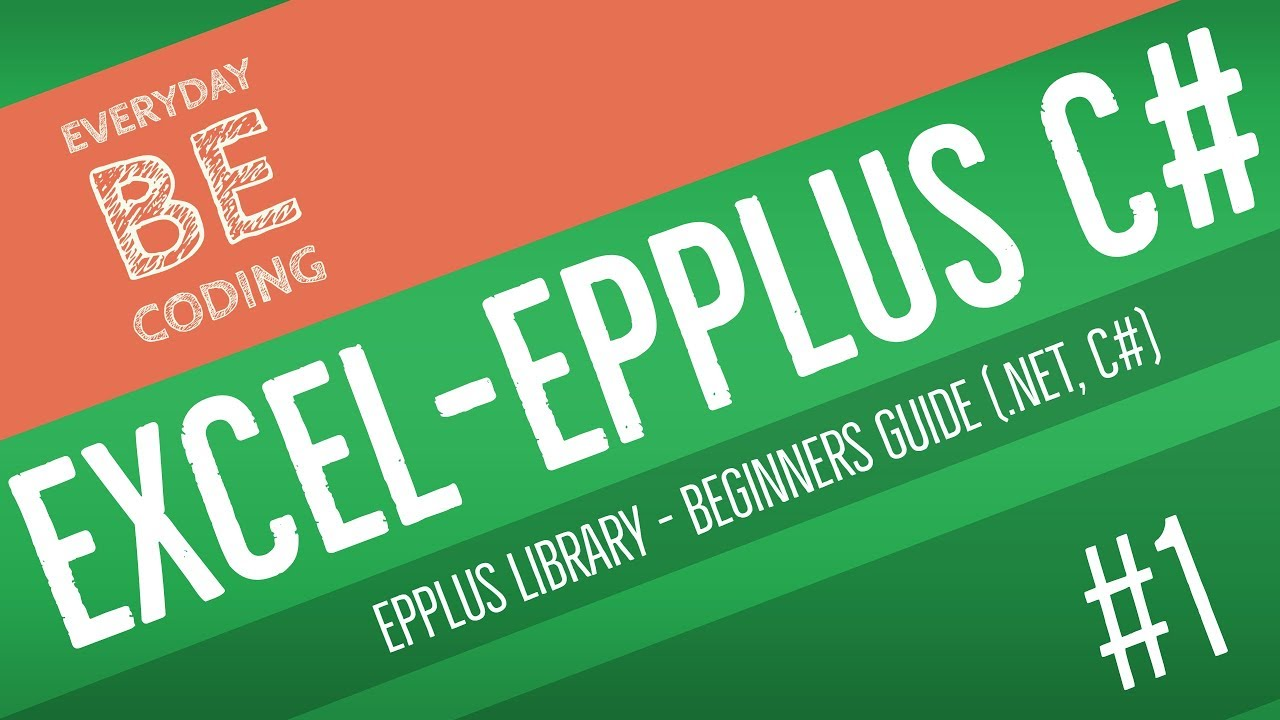 EVERYDAY
BE
CODING
EXCEL-EPPLUS C#
EPPLUS LIBRARY - BEGINNERS GUIDE (.NET, C#)
#1